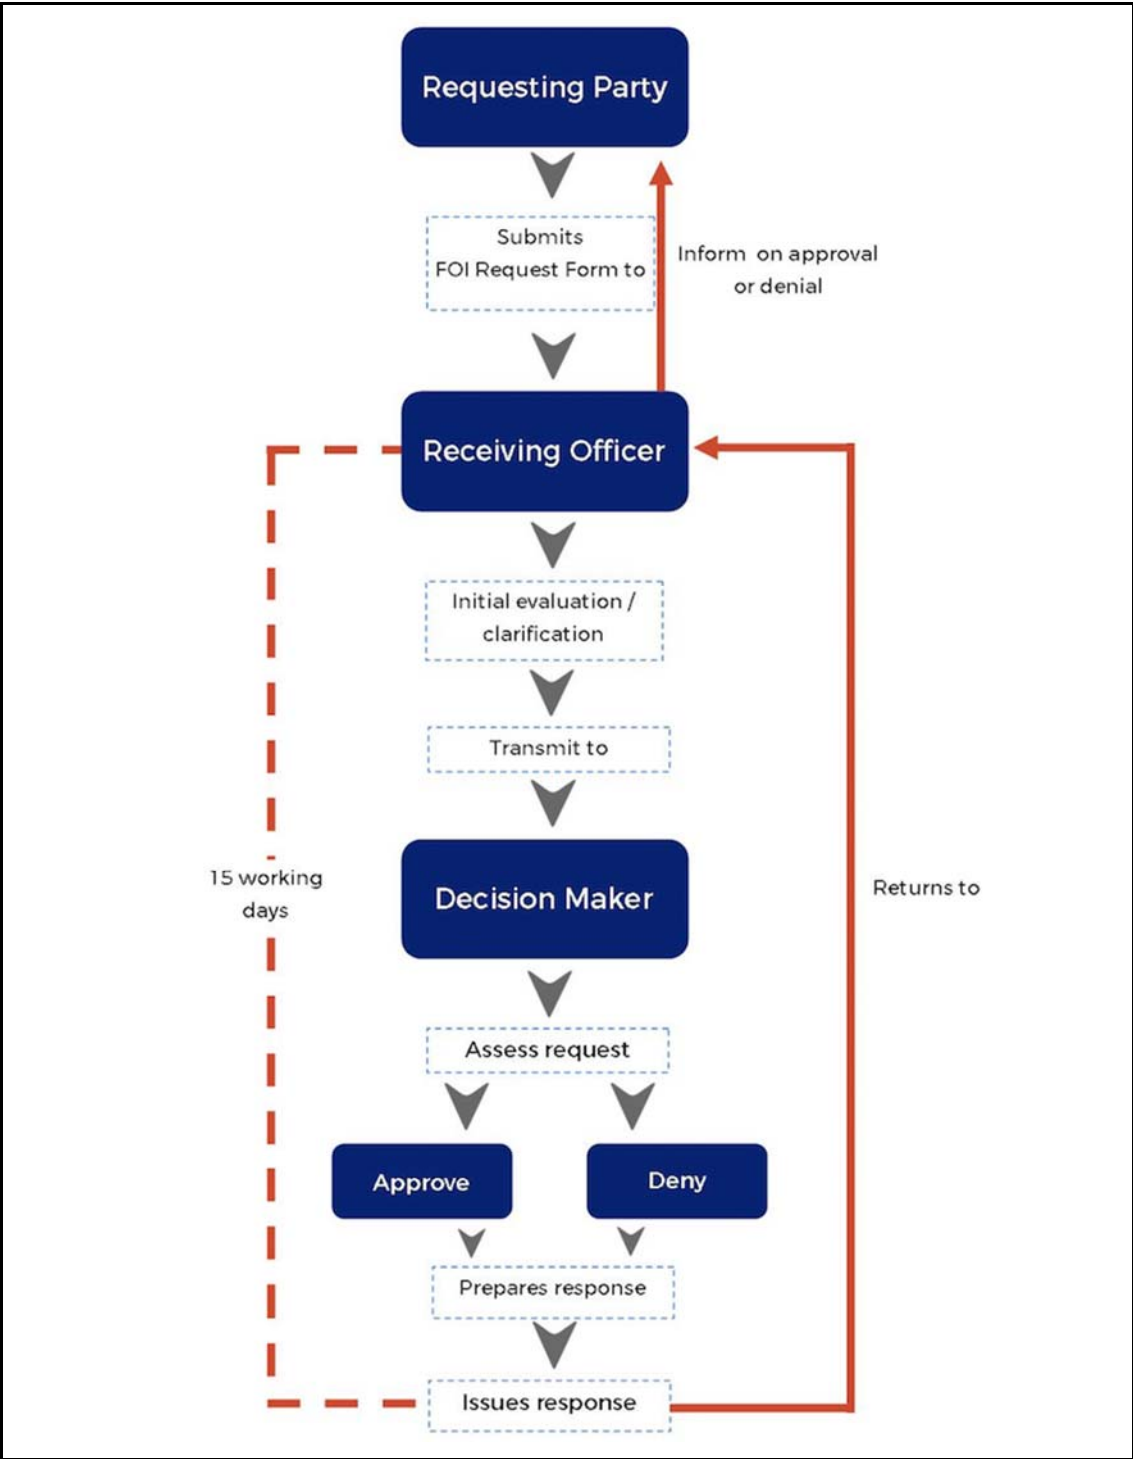 Requesting Party
Submits
FOI Request Form to
Inform on approval
or denial
Receiving Officer
Initial evaluation /
clarification
Transmit to
15 working
days
Decision Maker
Returns to
Assess request
Approve
Deny
Prepares response
Issues response